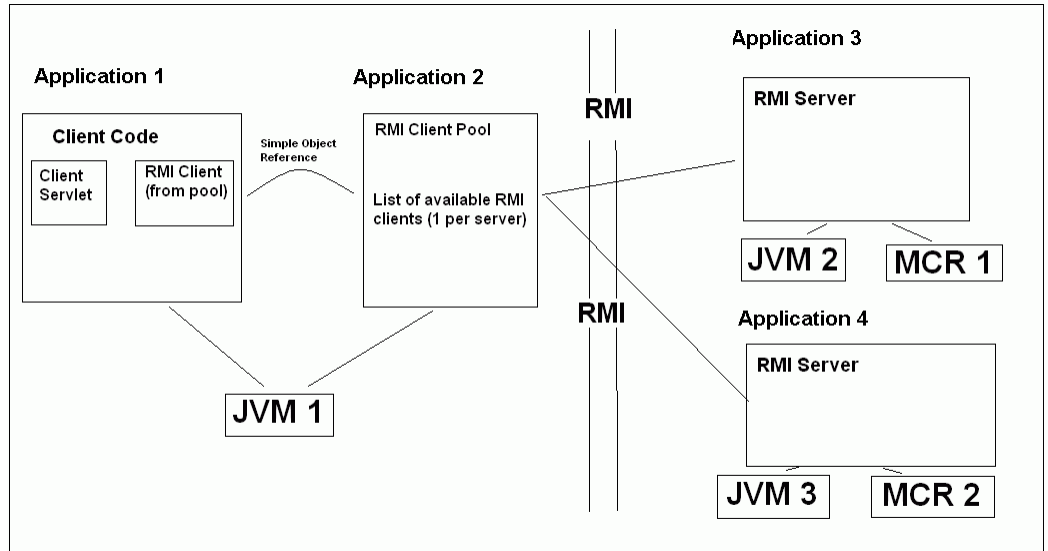 Application 1
Client Code
Client
Servlet
RMI Client
(from pool)
Simple Object
Reference
Application 2
RMI Client Pool
List of available RMI
clients (1 per server)
JVM 1
RMI
RMI
Application 3
RMI Server
JVM 2
MCR 1
Application 4
RMI Server
JVM 3
MCR 2